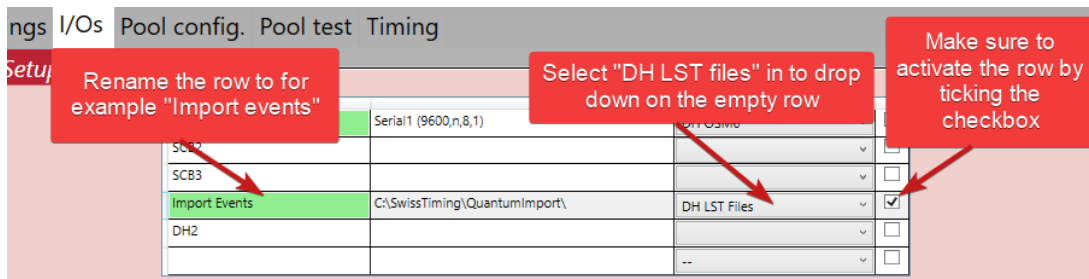 ngs I/Os Pool config. Pool test Timing
Setup
Rename the row to for
example "Import events"
Select "DH LST files" in to drop
down on the empty row
Make sure to
activate the row by
ticking the
checkbox
Serial1 (9600,n,8,1)
DH OSM6
SCB2
SCB3
Import Events C:\SwissTiming\QuantumImport\ DH LST Files
DH2
--